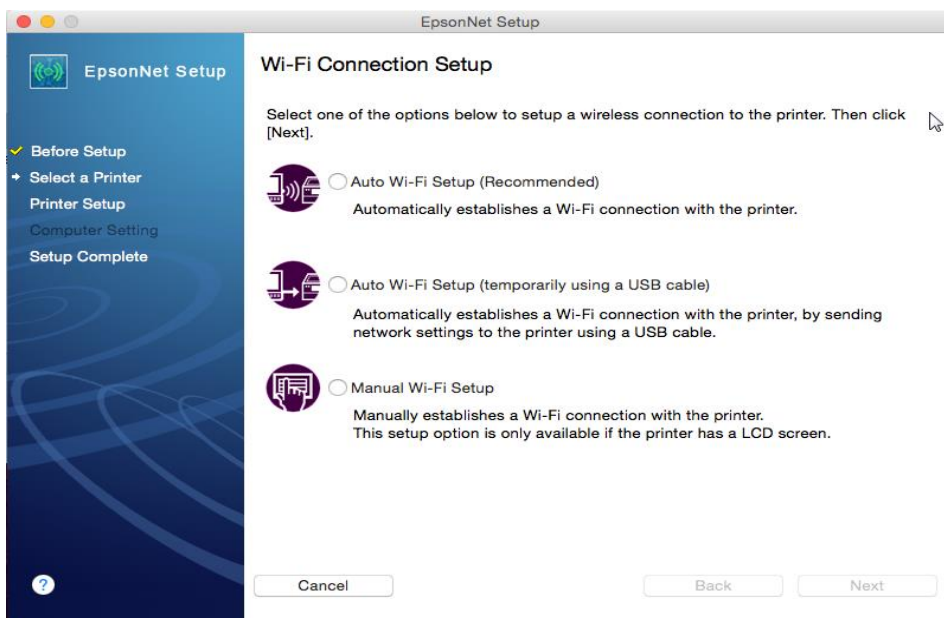 EpsonNet Setup
EpsonNet Setup
Before Setup
Select a Printer
Printer Setup
Computer Setting
Setup Complete
?
Wi-Fi Connection Setup
Select one of the options below to setup a wireless connection to the printer. Then click
[Next].
Auto Wi-Fi Setup (Recommended)
Automatically establishes a Wi-Fi connection with the printer.
Auto Wi-Fi Setup (temporarily using a USB cable)
Automatically establishes a Wi-Fi connection with the printer, by sending
network settings to the printer using a USB cable.
Manual Wi-Fi Setup
Manually establishes a Wi-Fi connection with the printer.
This setup option is only available if the printer has a LCD screen.
Cancel
Back
Next